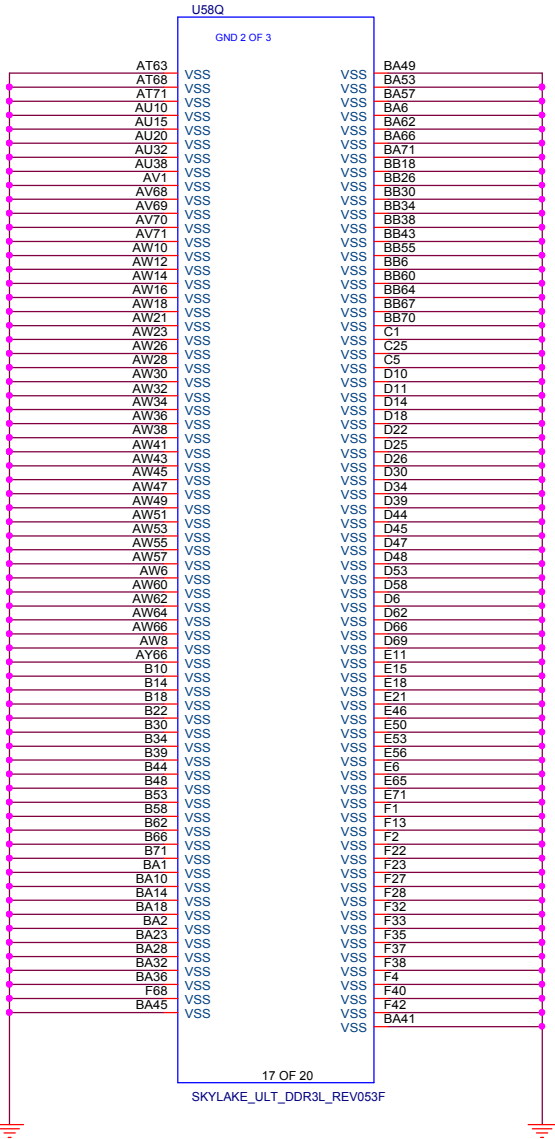 U58Q
GND 2 OF 3
AT63 VSS VSS BA49
AT68 VSS VSS BA53
AT71 VSS VSS BA57
AU10 VSS VSS BA6
AU15 VSS VSS BA62
AU20 VSS VSS BA66
AU32 VSS VSS BA71
AU38 VSS VSS BB18
AV1 VSS VSS BB26
AV68 VSS VSS BB30
AV69 VSS VSS BB34
AV70 VSS VSS BB38
AV71 VSS VSS BB43
AW10 VSS VSS BB55
AW12 VSS VSS BB6
AW14 VSS VSS BB60
AW16 VSS VSS BB64
AW18 VSS VSS BB67
AW21 VSS VSS BB70
AW23 VSS VSS C1
AW26 VSS VSS C25
AW28 VSS VSS C5
AW30 VSS VSS D10
AW32 VSS VSS D11
AW34 VSS VSS D14
AW36 VSS VSS D18
AW38 VSS VSS D22
AW41 VSS VSS D25
AW43 VSS VSS D26
AW45 VSS VSS D30
AW47 VSS VSS D34
AW49 VSS VSS D39
AW51 VSS VSS D44
AW53 VSS VSS D45
AW55 VSS VSS D47
AW57 VSS VSS D48
AW6 VSS VSS D53
AW60 VSS VSS D58
AW62 VSS VSS D6
AW64 VSS VSS D62
AW66 VSS VSS D66
AW8 VSS VSS D69
AY66 VSS VSS E11
B10 VSS VSS E15
B14 VSS VSS E18
B18 VSS VSS E21
B22 VSS VSS E46
B30 VSS VSS E50
B34 VSS VSS E53
B39 VSS VSS E56
B44 VSS VSS E6
B48 VSS VSS E65
B53 VSS VSS E71
B58 VSS VSS F1
B62 VSS VSS F13
B66 VSS VSS F2
B71 VSS VSS F22
BA1 VSS VSS F23
BA10 VSS VSS F27
BA14 VSS VSS F28
BA18 VSS VSS F32
BA2 VSS VSS F33
BA23 VSS VSS F35
BA28 VSS VSS F37
BA32 VSS VSS F38
BA36 VSS VSS F4
F68 VSS VSS F40
BA45 VSS VSS F42
VSS BA41
17 OF 20
SKYLAKE_ULT_DDR3L_REV053F